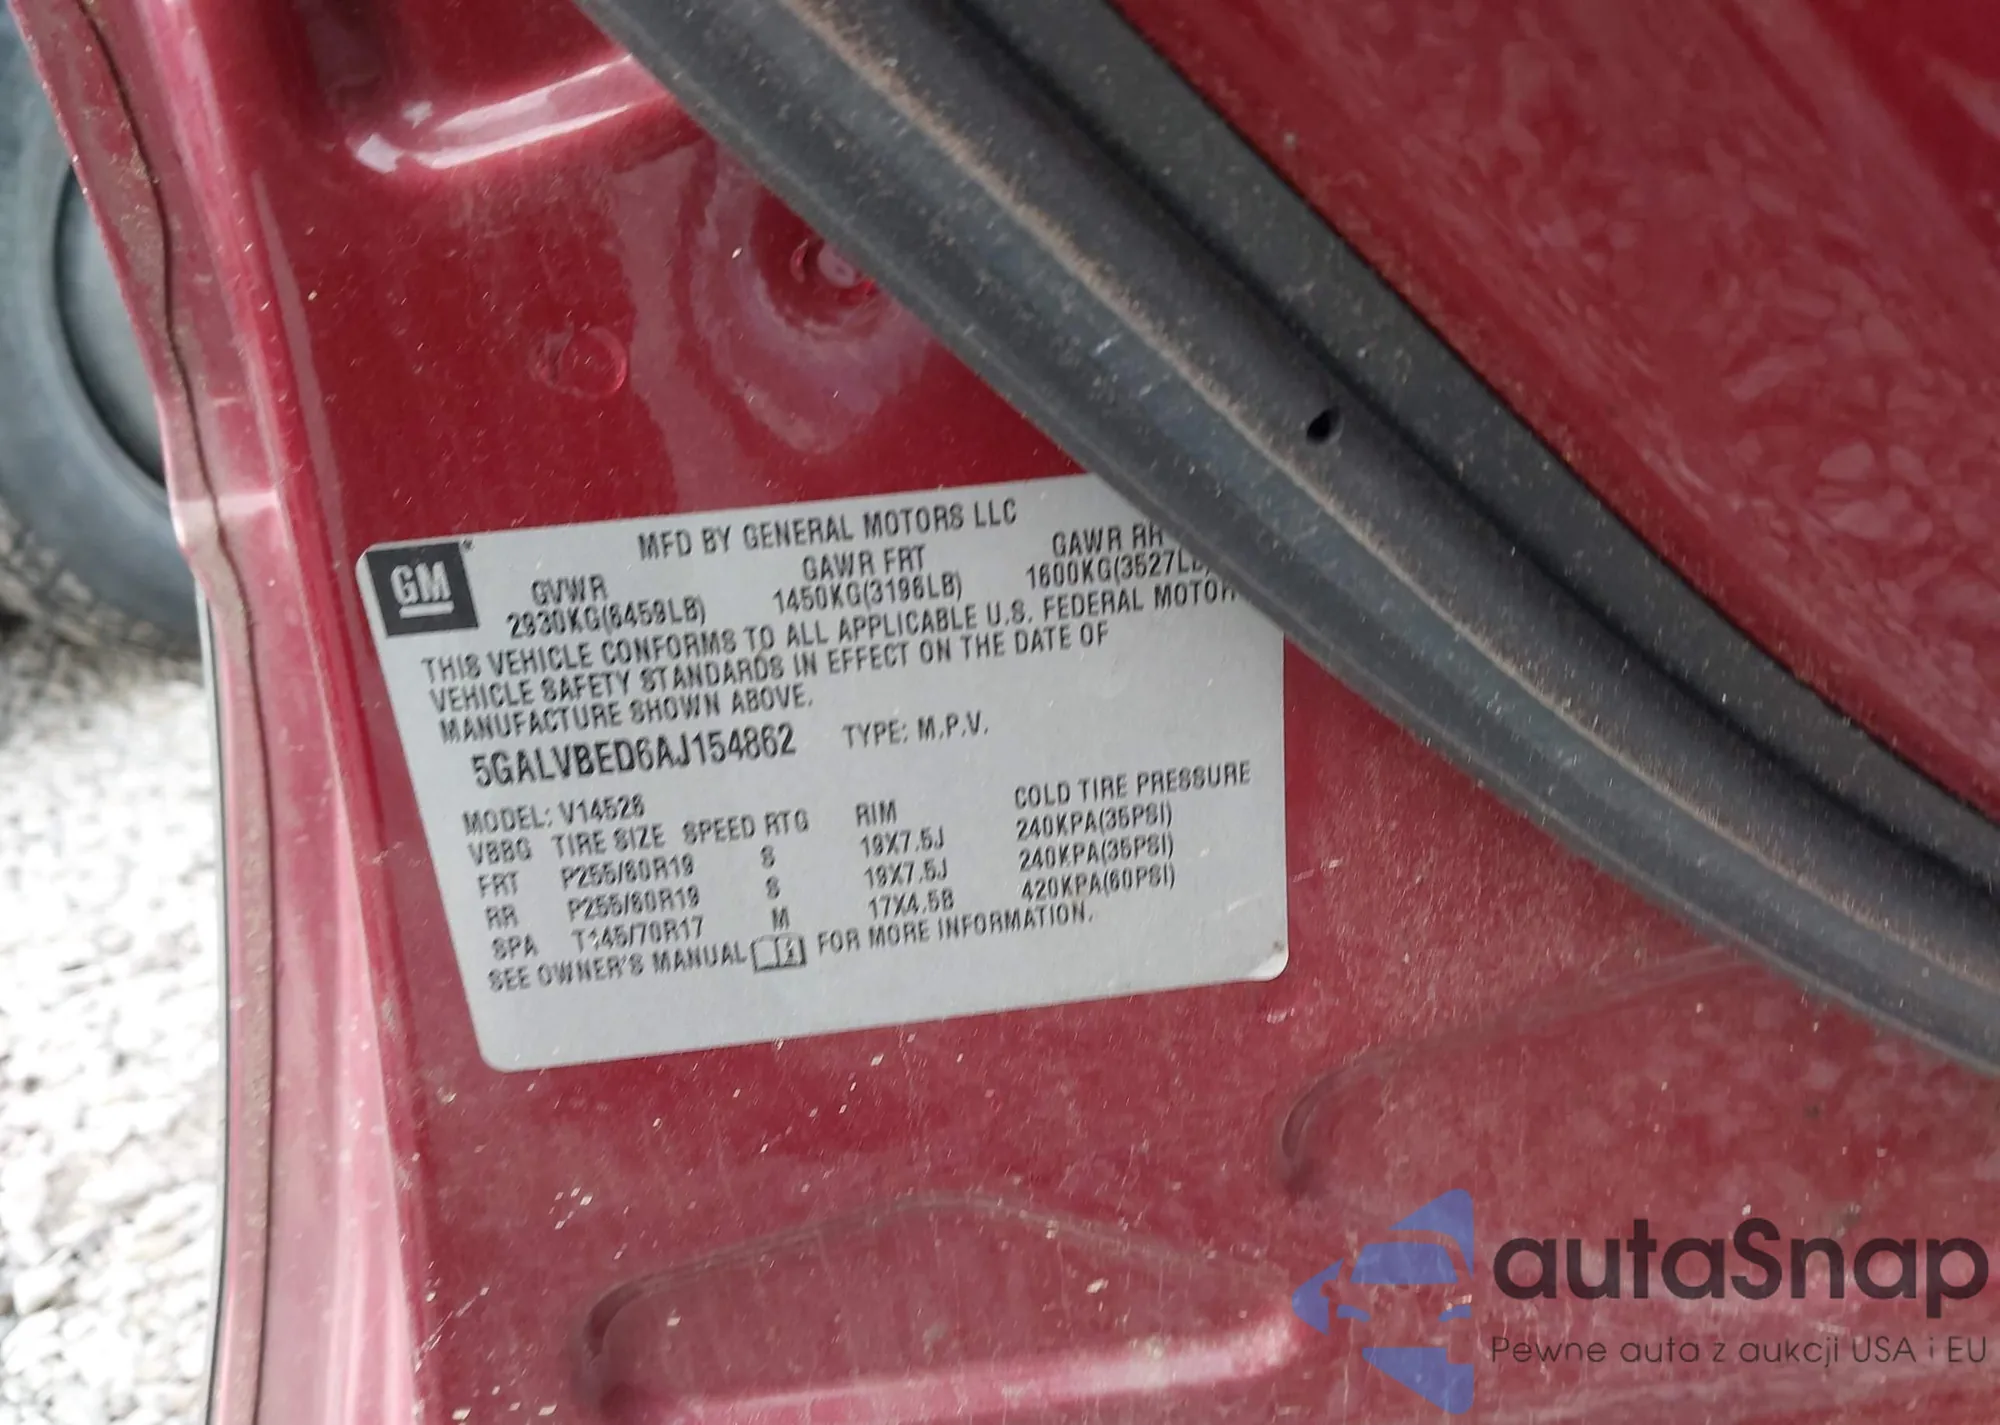 MFD BY GENERAL MOTORS LLC
GM
GVWR GAWR FRT GAWR RR
2930KG(6459LB) 1450KG(3196LB) 1600KG(3527LB
THIS VEHICLE CONFORMS TO ALL APPLICABLE U.S. FEDERAL MOTOR
VEHICLE SAFETY STANDARDS IN EFFECT ON THE DATE OF
MANUFACTURE SHOWN ABOVE.
5GALVBED6AJ154862 TYPE: M.P.V.
MODEL: V14526
VBBG TIRE SIZE SPEED RTG RIM COLD TIRE PRESSURE
FRT P255/60R19 S 19X7.5J 240KPA(35PSI)
RR P255/60R19 S 19X7.5J 240KPA(35PSI)
SPA T145/70R17 M 17X4.5B 420KPA(60PSI)
SEE OWNER'S MANUAL FOR MORE INFORMATION.
autaSnap
Pewne auta z aukcji USA i EU